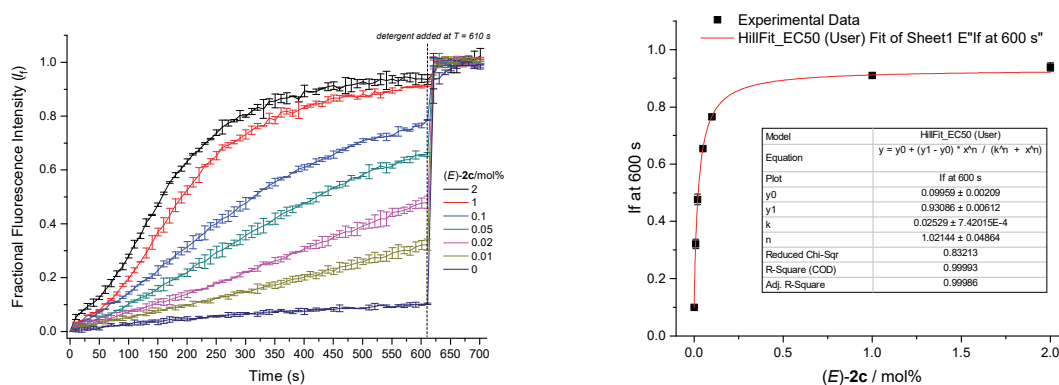 detergent added at T = 610 s
Fractional Fluorescence Intensity (If)
1.0
0.8
0.6
0.4
0.2
0.0
(E)-2c/mol%
2
1
0.1
0.05
0.02
0.01
0
0 50 100 150 200 250 300 350 400 450 500 550 600 650 700
Time (s)
Experimental Data
HillFit_EC50 (User) Fit of Sheet1 E"If at 600 s"
If at 600 s
1.0
0.8
0.6
0.4
0.2
0.0
Model HillFit_EC50 (User)
Equation y = y0 + (y1 - y0) * x^n / (k^n + x^n)
Plot If at 600 s
y0 0.09959 ± 0.00209
y1 0.93086 ± 0.00612
k 0.02529 ± 7.42015E-4
n 1.02144 ± 0.04864
Reduced Chi-Sqr 0.83213
R-Square (COD) 0.99993
Adj. R-Square 0.99986
0.0 0.5 1.0 1.5 2.0
(E)-2c / mol%